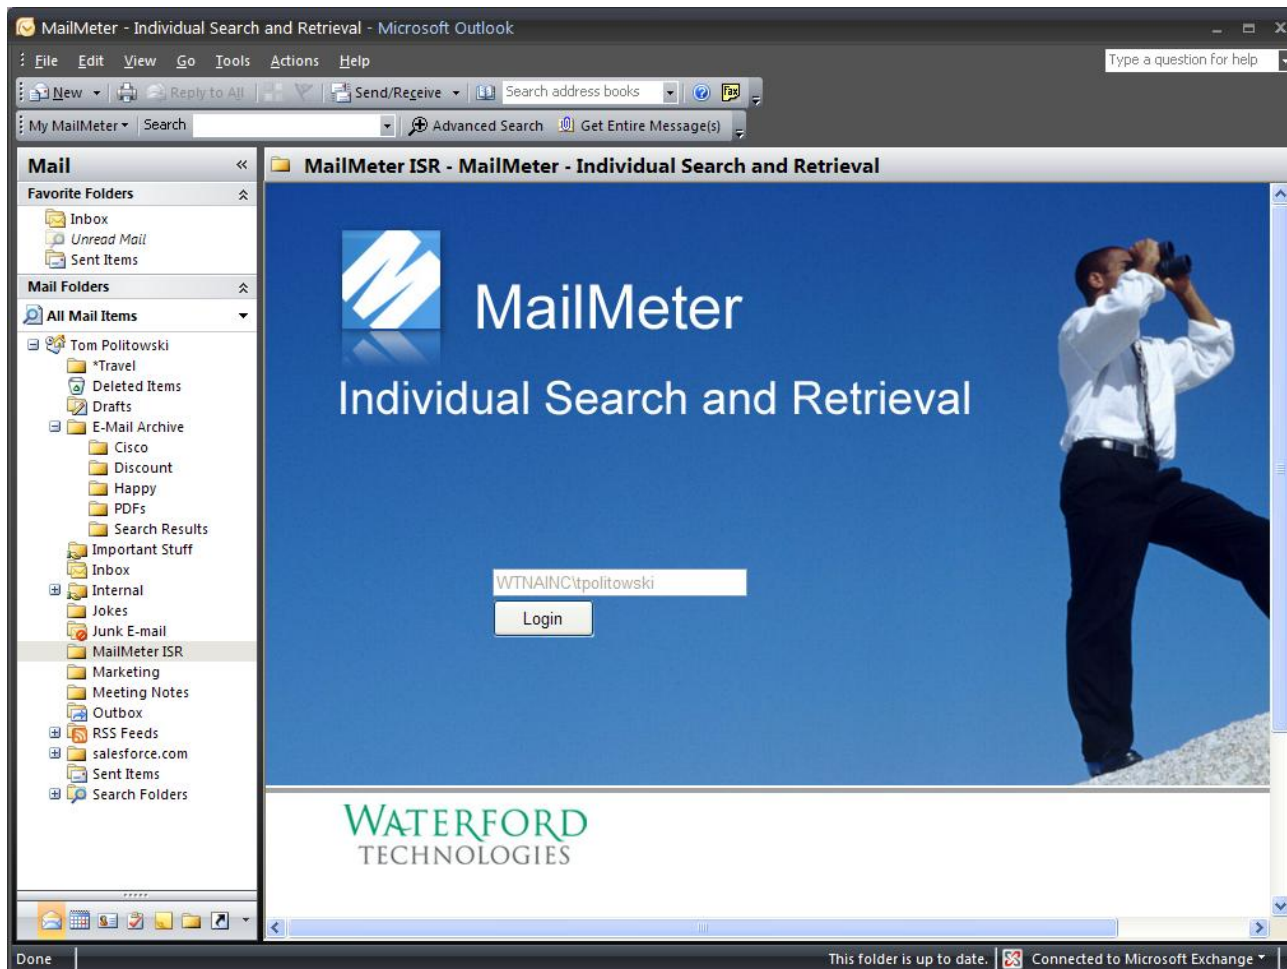 MailMeter - Individual Search and Retrieval - Microsoft Outlook
File Edit View Go Tools Actions Help
Type a question for help
New Reply to All Send/Receive Search address books Fax
My MailMeter Search Advanced Search Get Entire Message(s)
Mail
MailMeter ISR - MailMeter - Individual Search and Retrieval
Favorite Folders
Inbox
Unread Mail
Sent Items
Mail Folders
All Mail Items
Tom Politowski
*Travel
Deleted Items
Drafts
E-Mail Archive
Cisco
Discount
Happy
PDFs
Search Results
Important Stuff
Inbox
Internal
Jokes
Junk E-mail
MailMeter ISR
Marketing
Meeting Notes
Outbox
RSS Feeds
salesforce.com
Sent Items
Search Folders
MailMeter
Individual Search and Retrieval
WTNAINC\tpolitowski
Login
WATERFORD
TECHNOLOGIES
Done
This folder is up to date. Connected to Microsoft Exchange